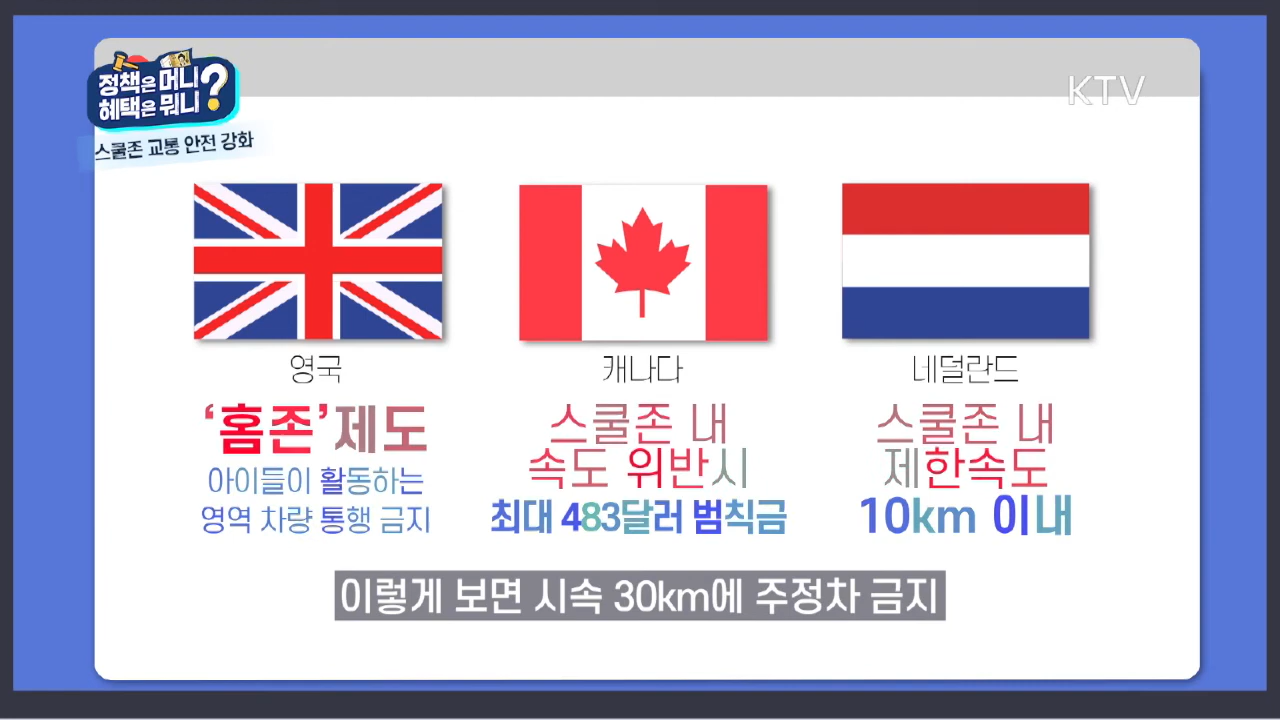 정책은 머니
혜택은 뭐니?
스쿨존 교통 안전 강화
KTV
영국
‘홈존’제도
아이들이 활동하는
영역 차량 통행 금지
캐나다
스쿨존 내
속도 위반시
최대 483달러 범칙금
네덜란드
스쿨존 내
제한속도
10km 이내
이렇게 보면 시속 30km에 주정차 금지